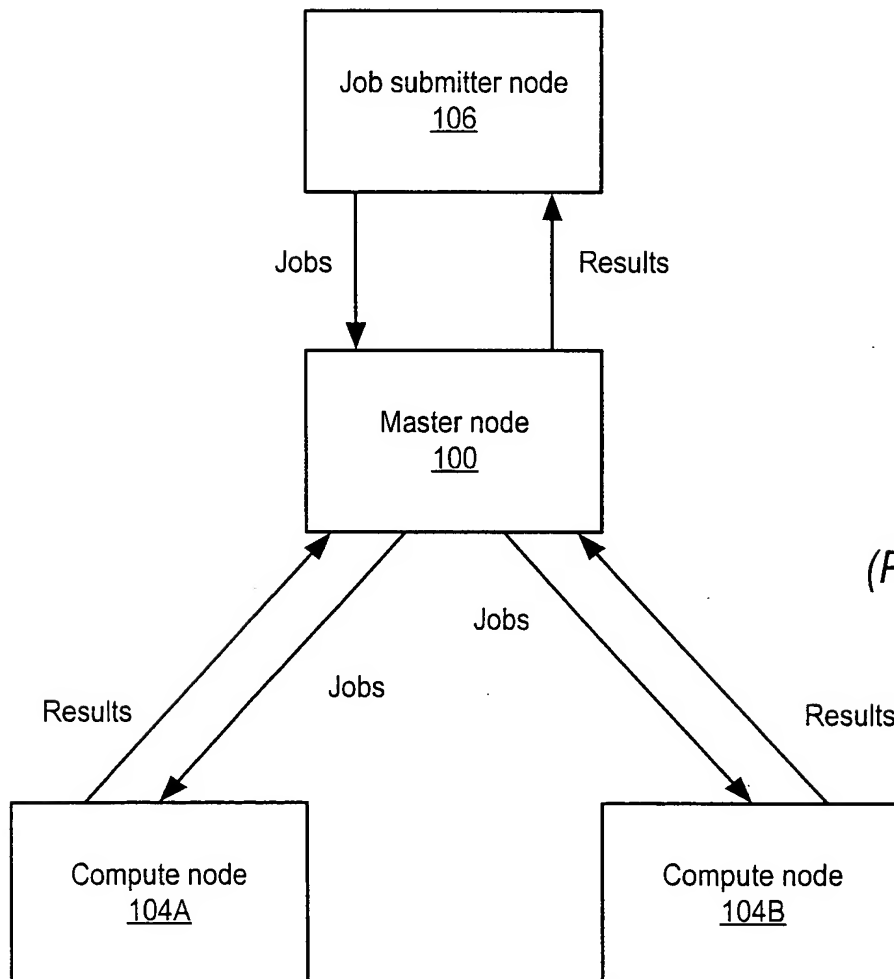 Job submitter node
106
Jobs
Results
Master node
100
(P
Jobs
Jobs
Results
Results
Compute node
104A
Compute node
104B